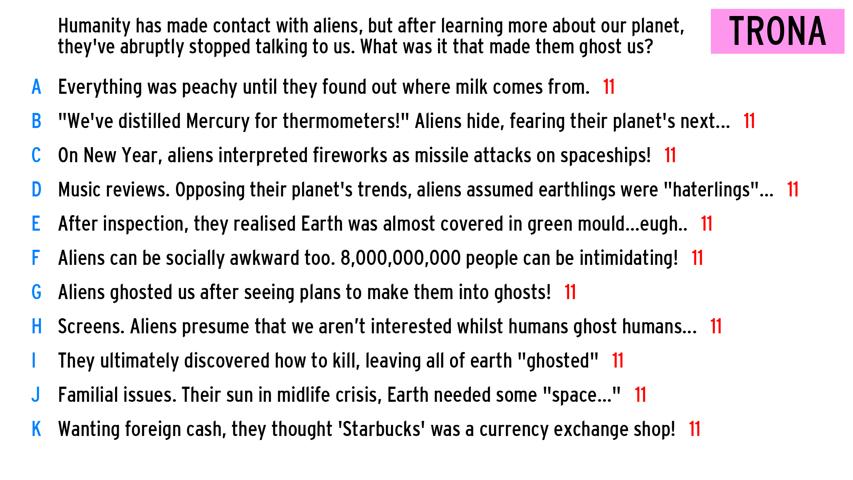 Humanity has made contact with aliens, but after learning more about our planet,
they've abruptly stopped talking to us. What was it that made them ghost us?
TRONA
A Everything was peachy until they found out where milk comes from. 11
B "We've distilled Mercury for thermometers!" Aliens hide, fearing their planet's next... 11
C On New Year, aliens interpreted fireworks as missile attacks on spaceships! 11
D Music reviews. Opposing their planet's trends, aliens assumed earthlings were "haterlings"... 11
E After inspection, they realised Earth was almost covered in green mould...eugh.. 11
F Aliens can be socially awkward too. 8,000,000,000 people can be intimidating! 11
G Aliens ghosted us after seeing plans to make them into ghosts! 11
H Screens. Aliens presume that we aren’t interested whilst humans ghost humans... 11
I They ultimately discovered how to kill, leaving all of earth "ghosted" 11
J Familial issues. Their sun in midlife crisis, Earth needed some "space..." 11
K Wanting foreign cash, they thought 'Starbucks' was a currency exchange shop! 11